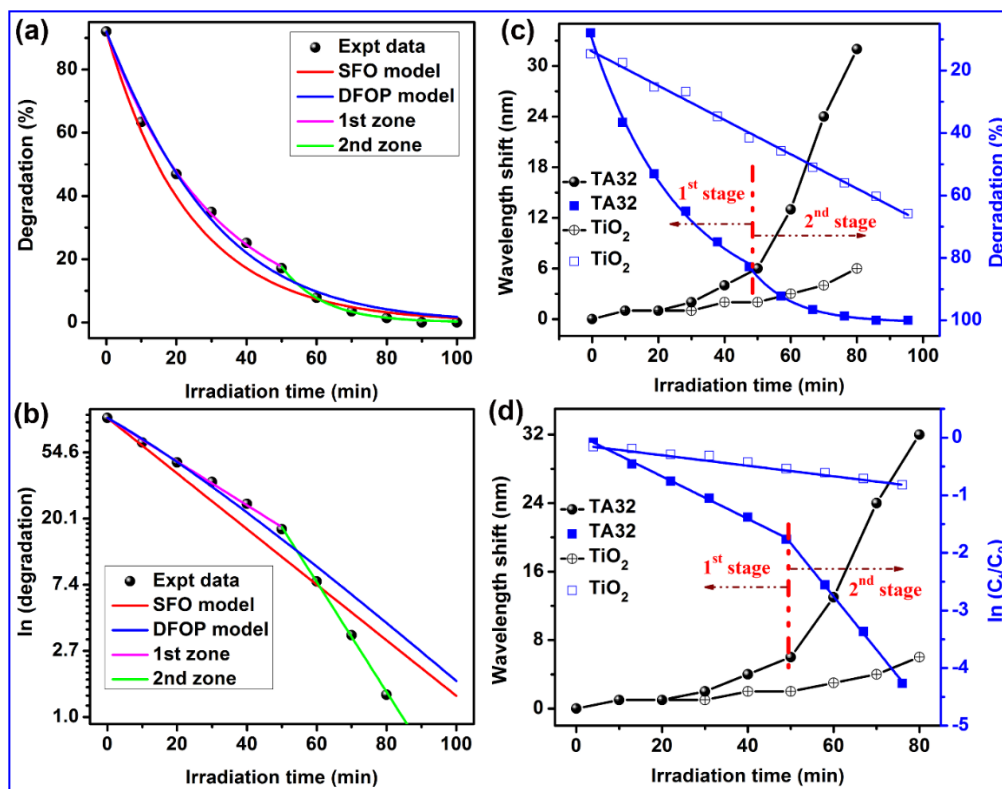 (a)
Degradation (%)
80
60
40
20
0
Expt data
SFO model
DFOP model
1st zone
2nd zone
0 20 40 60 80 100
Irradiation time (min)
(c)
Wavelength shift (nm)
30
24
18
12
6
0
TA32
TA32
TiO2
TiO2
1st stage
2nd stage
20
40
60
80
100
Degradation (%)
0 20 40 60 80 100
Irradiation time (min)
(b)
ln (degradation)
54.6
20.1
7.4
2.7
1.0
Expt data
SFO model
DFOP model
1st zone
2nd zone
0 20 40 60 80 100
Irradiation time (min)
(d)
Wavelength shift (nm)
32
24
16
8
0
TA32
TA32
TiO2
TiO2
1st stage
2nd stage
-0
-1
-2
-3
-4
-5
0 20 40 60 80
Irradiation time (min)